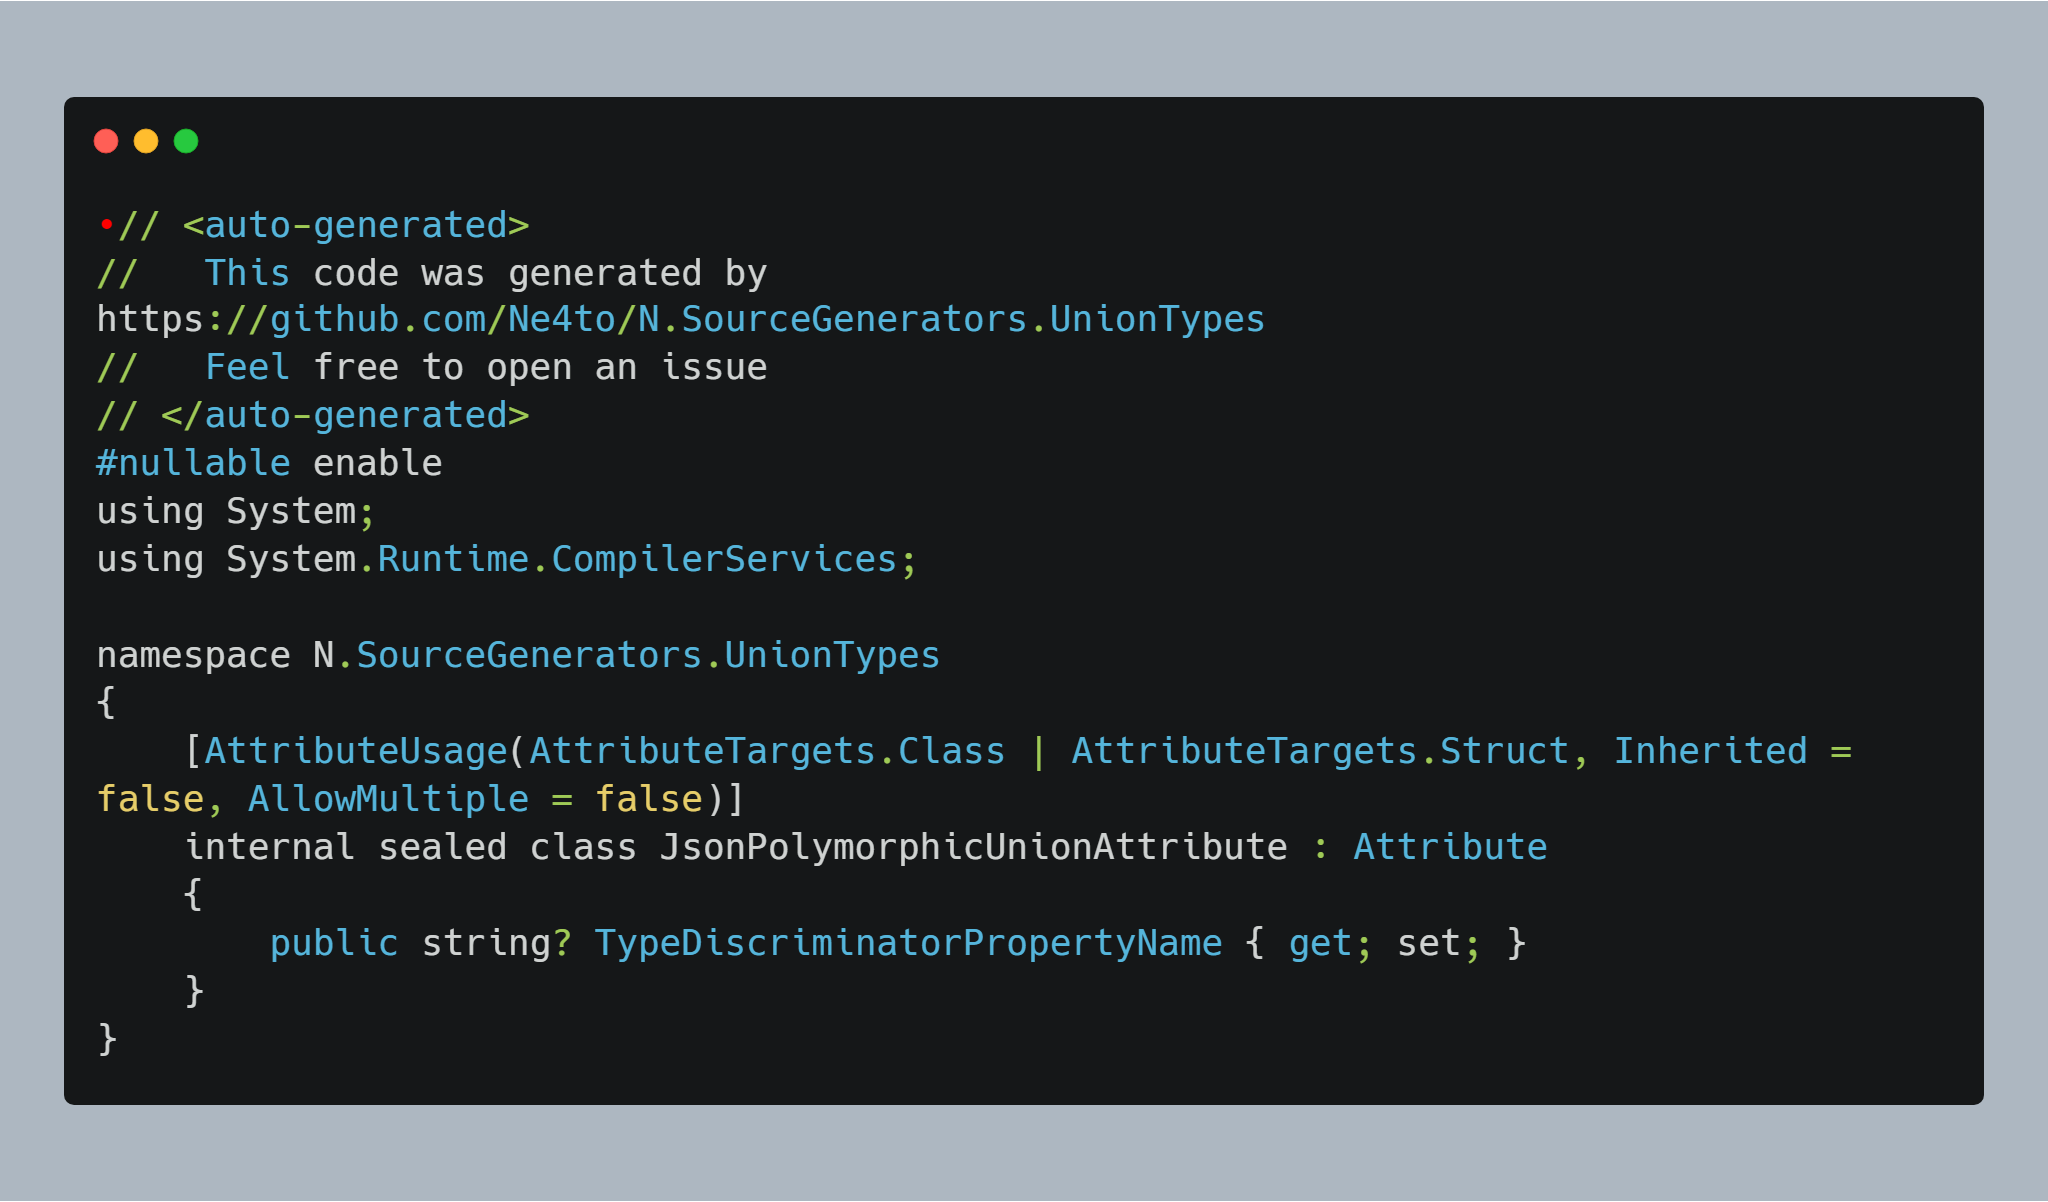 •// <auto-generated>
//   This code was generated by
https://github.com/Ne4to/N.SourceGenerators.UnionTypes
//   Feel free to open an issue
// </auto-generated>
#nullable enable
using System;
using System.Runtime.CompilerServices;

namespace N.SourceGenerators.UnionTypes
{
    [AttributeUsage(AttributeTargets.Class | AttributeTargets.Struct, Inherited =
false, AllowMultiple = false)]
    internal sealed class JsonPolymorphicUnionAttribute : Attribute
    {
        public string? TypeDiscriminatorPropertyName { get; set; }
    }
}